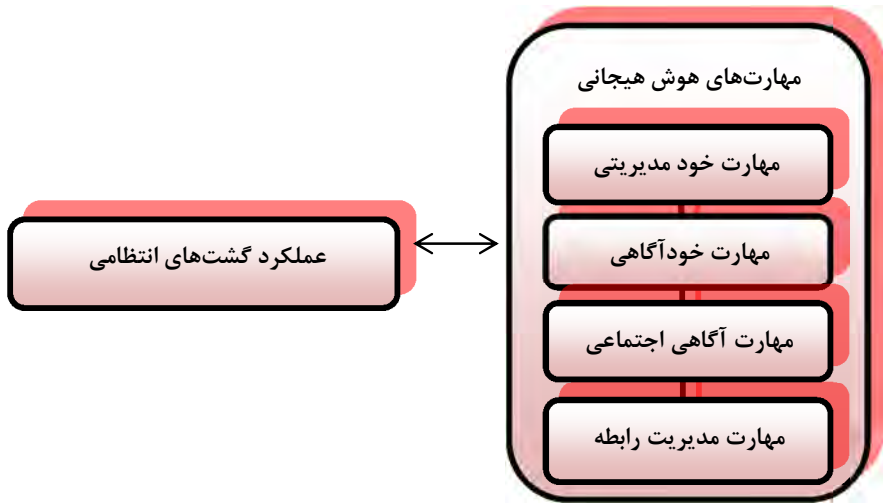 مهارت‌های هوش هیجانی
مهارت خود مدیریتی
مهارت خودآگاهی
مهارت آگاهی اجتماعی
مهارت مدیریت رابطه
عملکرد گشت‌های انتظامی